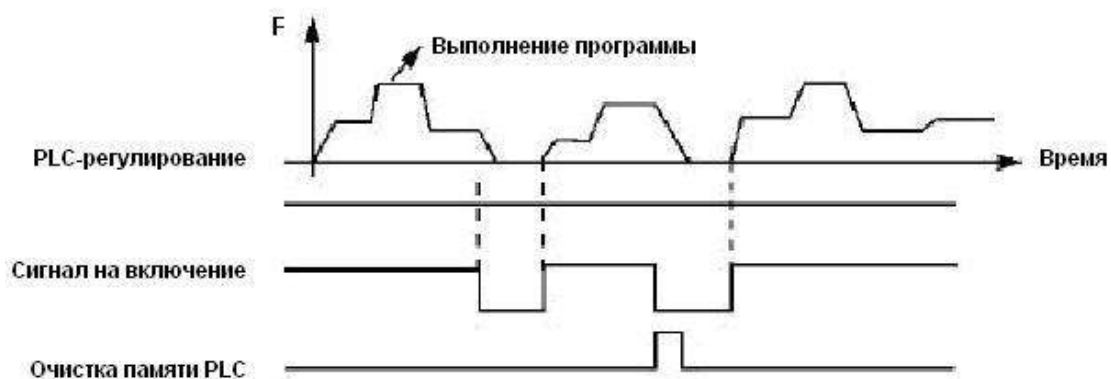 F
Выполнение программы
PLC-регулирование
Время
Сигнал на включение
Очистка памяти PLC